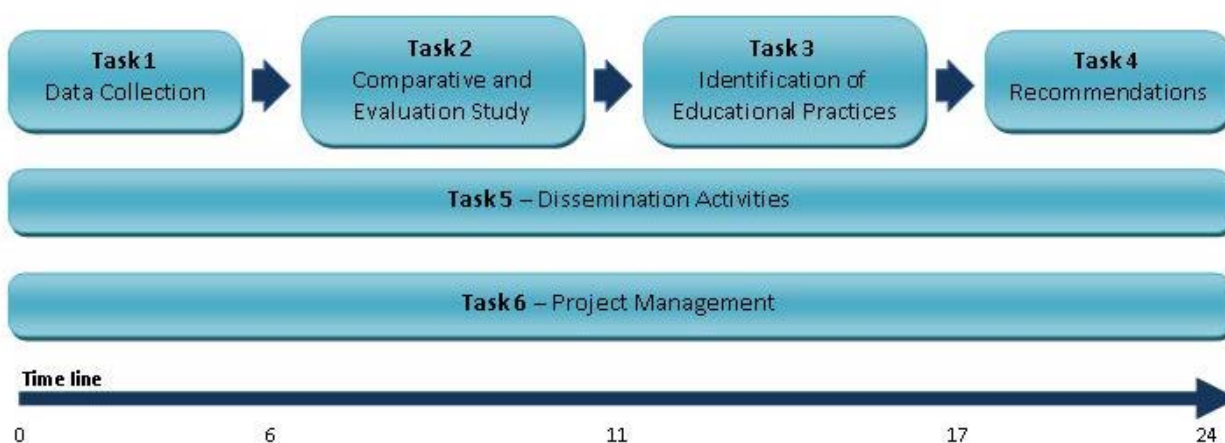 Task 1
Data Collection
Task 2
Comparative and
Evaluation Study
Task 3
Identification of
Educational Practices
Task 4
Recommendations
Task 5 – Dissemination Activities
Task 6 – Project Management
Time line
0 6 11 17 24